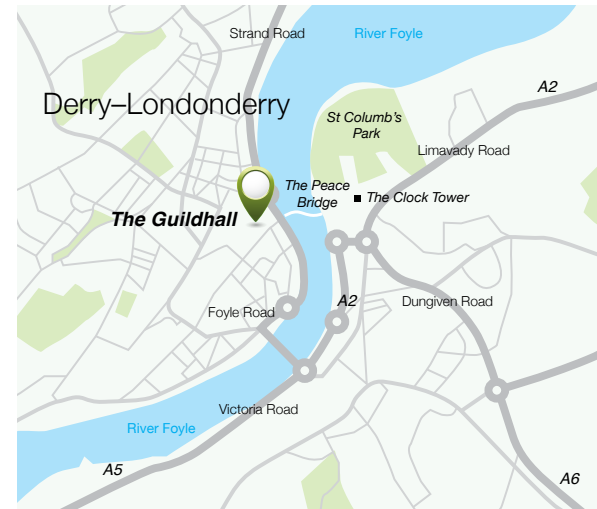 Strand Road
River Foyle
A2
Derry–Londonderry
St Columb's
Park
Limavady Road
The Peace
Bridge
The Clock Tower
The Guildhall
A2
Dungiven Road
Foyle Road
Victoria Road
River Foyle
A5
A6